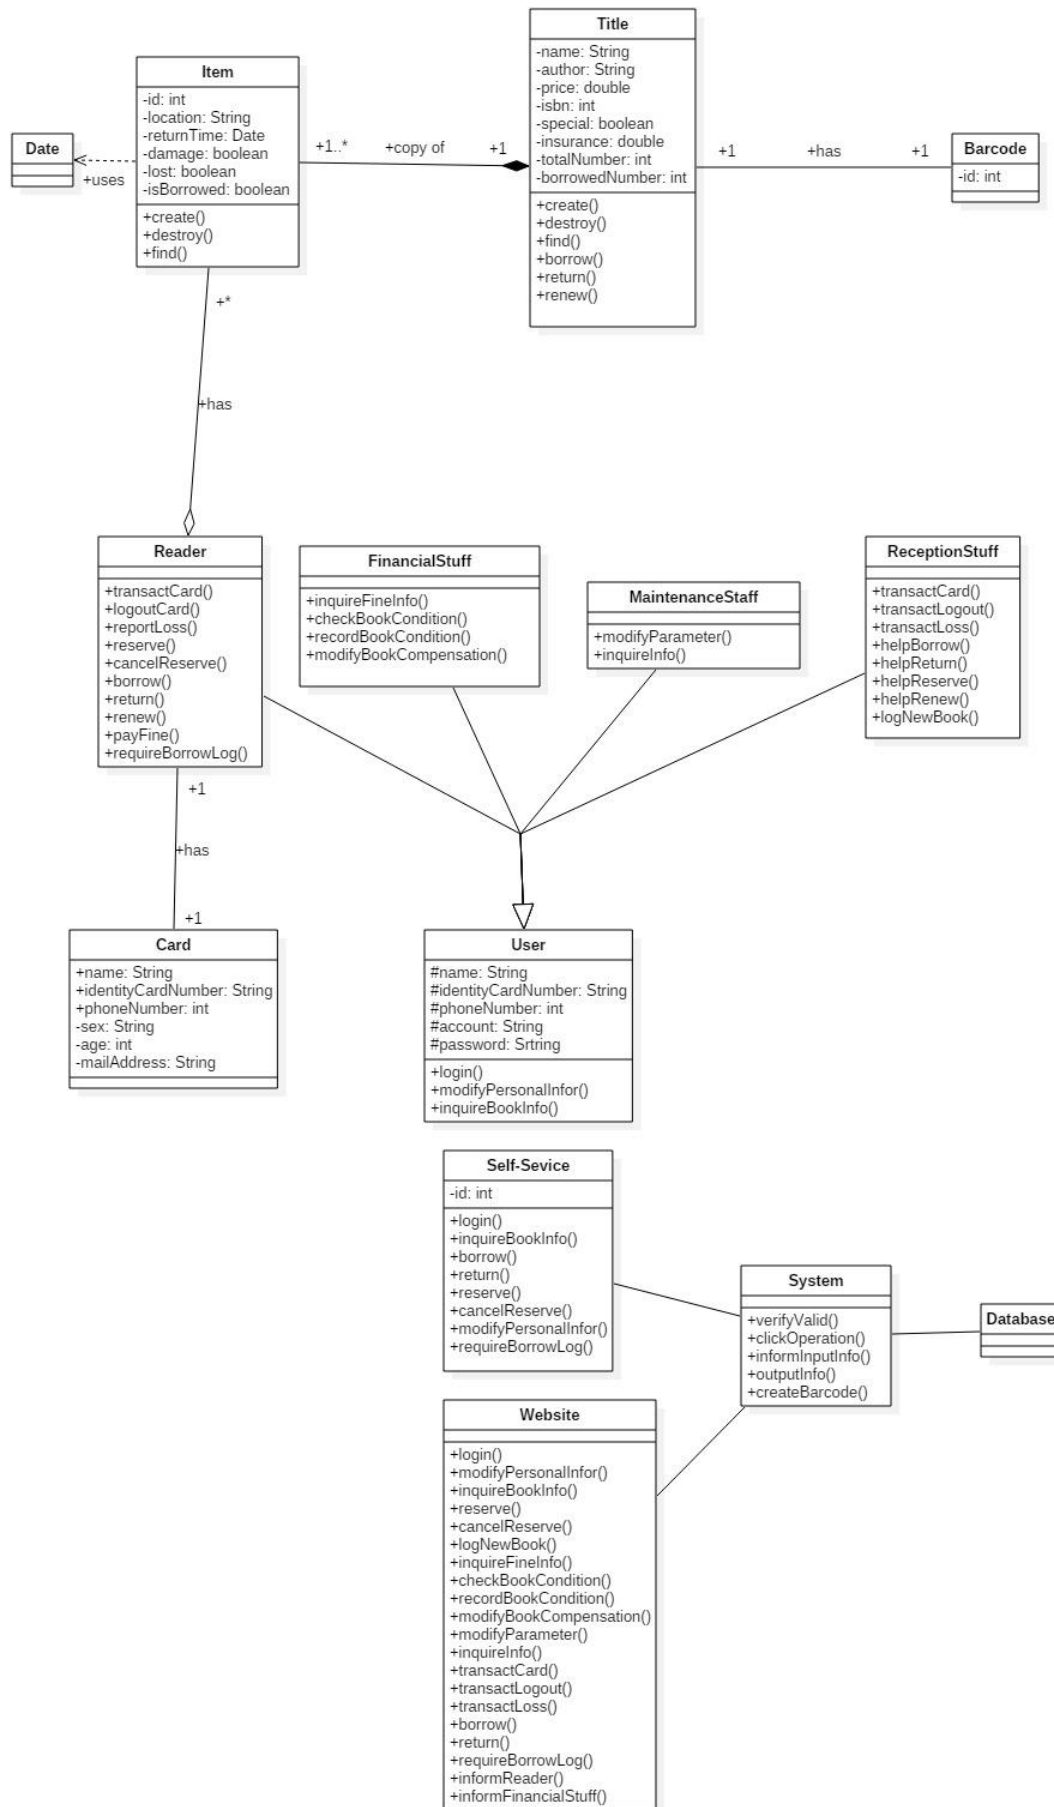 Title
-name: String
-author: String
-price: double
-isbn: int
-special: boolean
-insurance: double
-totalNumber: int
-borrowedNumber: int
+create()
+destroy()
+find()
+borrow()
+return()
+renew()
Item
-id: int
-location: String
-returnTime: Date
-damage: boolean
-lost: boolean
-isBorrowed: boolean
+create()
+destroy()
+find()
Date
+uses
+1..*
+copy of
+1
+1
+has
+1
Barcode
-id: int
+*
+has
Reader
+transactCard()
+logoutCard()
+reportLoss()
+reserve()
+cancelReserve()
+borrow()
+return()
+renew()
+payFine()
+requireBorrowLog()
FinancialStuff
+inquireFineInfo()
+checkBookCondition()
+recordBookCondition()
+modifyBookCompensation()
MaintenanceStaff
+modifyParameter()
+inquireInfo()
ReceptionStuff
+transactCard()
+transactLogout()
+transactLoss()
+helpBorrow()
+helpReturn()
+helpReserve()
+helpRenew()
+logNewBook()
+1
+has
+1
Card
+name: String
+identityCardNumber: String
+phoneNumber: int
-sex: String
-age: int
-mailAddress: String
User
#name: String
#identityCardNumber: String
#phoneNumber: int
#account: String
#password: Srtring
+login()
+modifyPersonalInfor()
+inquireBookInfo()
Self-Sevice
-id: int
+login()
+inquireBookInfo()
+borrow()
+return()
+reserve()
+cancelReserve()
+modifyPersonalInfor()
+requireBorrowLog()
System
+verifyValid()
+clickOperation()
+informInputInfo()
+outputInfo()
+createBarcode()
Database
Website
+login()
+modifyPersonalInfor()
+inquireBookInfo()
+reserve()
+cancelReserve()
+logNewBook()
+inquireFineInfo()
+checkBookCondition()
+recordBookCondition()
+modifyBookCompensation()
+modifyParameter()
+inquireInfo()
+transactCard()
+transactLogout()
+transactLoss()
+borrow()
+return()
+requireBorrowLog()
+informReader()
+informFinancialStuff()